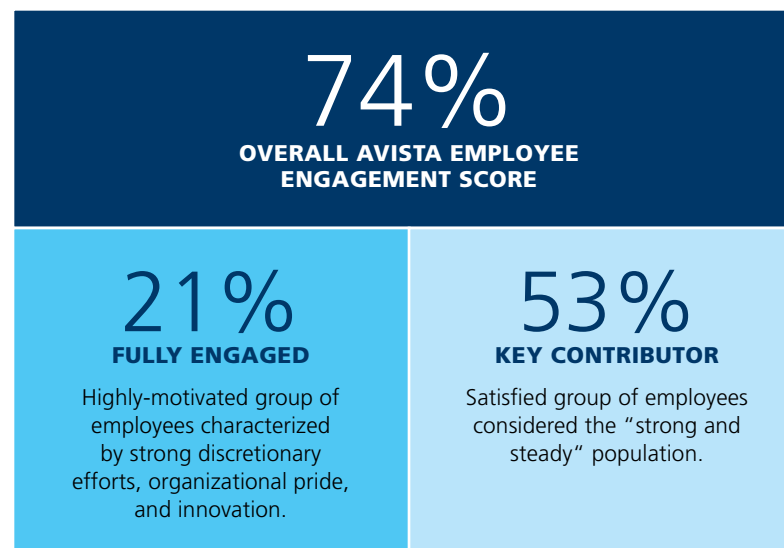 74%
OVERALL AVISTA EMPLOYEE
ENGAGEMENT SCORE
21%
FULLY ENGAGED
Highly-motivated group of
employees characterized
by strong discretionary
efforts, organizational pride,
and innovation.
53%
KEY CONTRIBUTOR
Satisfied group of employees
considered the “strong and
steady“ population.